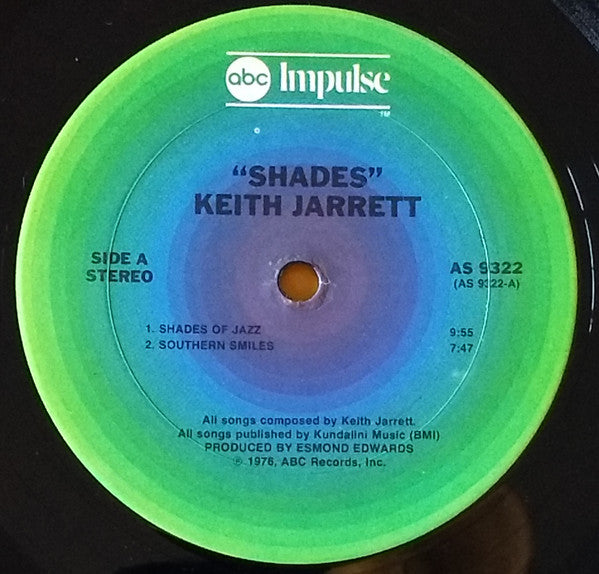 abc Impulse
TM
"SHADES"
KEITH JARRETT
SIDE A
STEREO
AS 9322
(AS 9322-A)
1. SHADES OF JAZZ 9:55
2. SOUTHERN SMILES 7:47
All songs composed by Keith Jarrett.
All songs published by Kundalini Music (BMI)
PRODUCED BY ESMOND EDWARDS
℗ 1976, ABC Records, Inc.